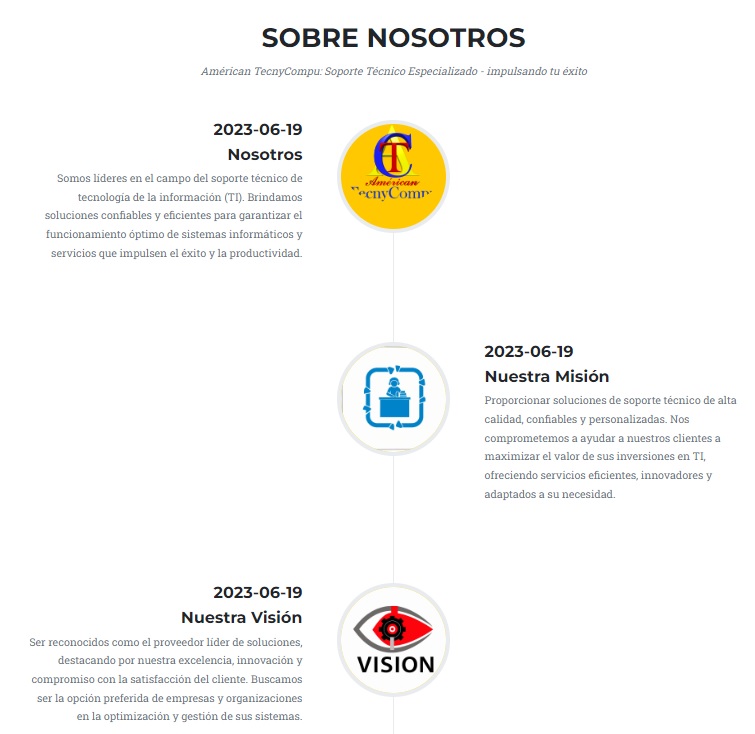 SOBRE NOSOTROS
Américan TecnyCompu: Soporte Técnico Especializado - impulsando tu éxito
2023-06-19
Nosotros
Somos líderes en el campo del soporte técnico de
tecnología de la información (TI). Brindamos
soluciones confiables y eficientes para garantizar el
funcionamiento óptimo de sistemas informáticos y
servicios que impulsen el éxito y la productividad.
Américan
TecnyComp
2023-06-19
Nuestra Misión
Proporcionar soluciones de soporte técnico de alta
calidad, confiables y personalizadas. Nos
comprometemos a ayudar a nuestros clientes a
maximizar el valor de sus inversiones en TI,
ofreciendo servicios eficientes, innovadores y
adaptados a su necesidad.
2023-06-19
Nuestra Visión
Ser reconocidos como el proveedor líder de soluciones,
destacando por nuestra excelencia, innovación y
compromiso con la satisfacción del cliente. Buscamos
ser la opción preferida de empresas y organizaciones
en la optimización y gestión de sus sistemas.
VISION